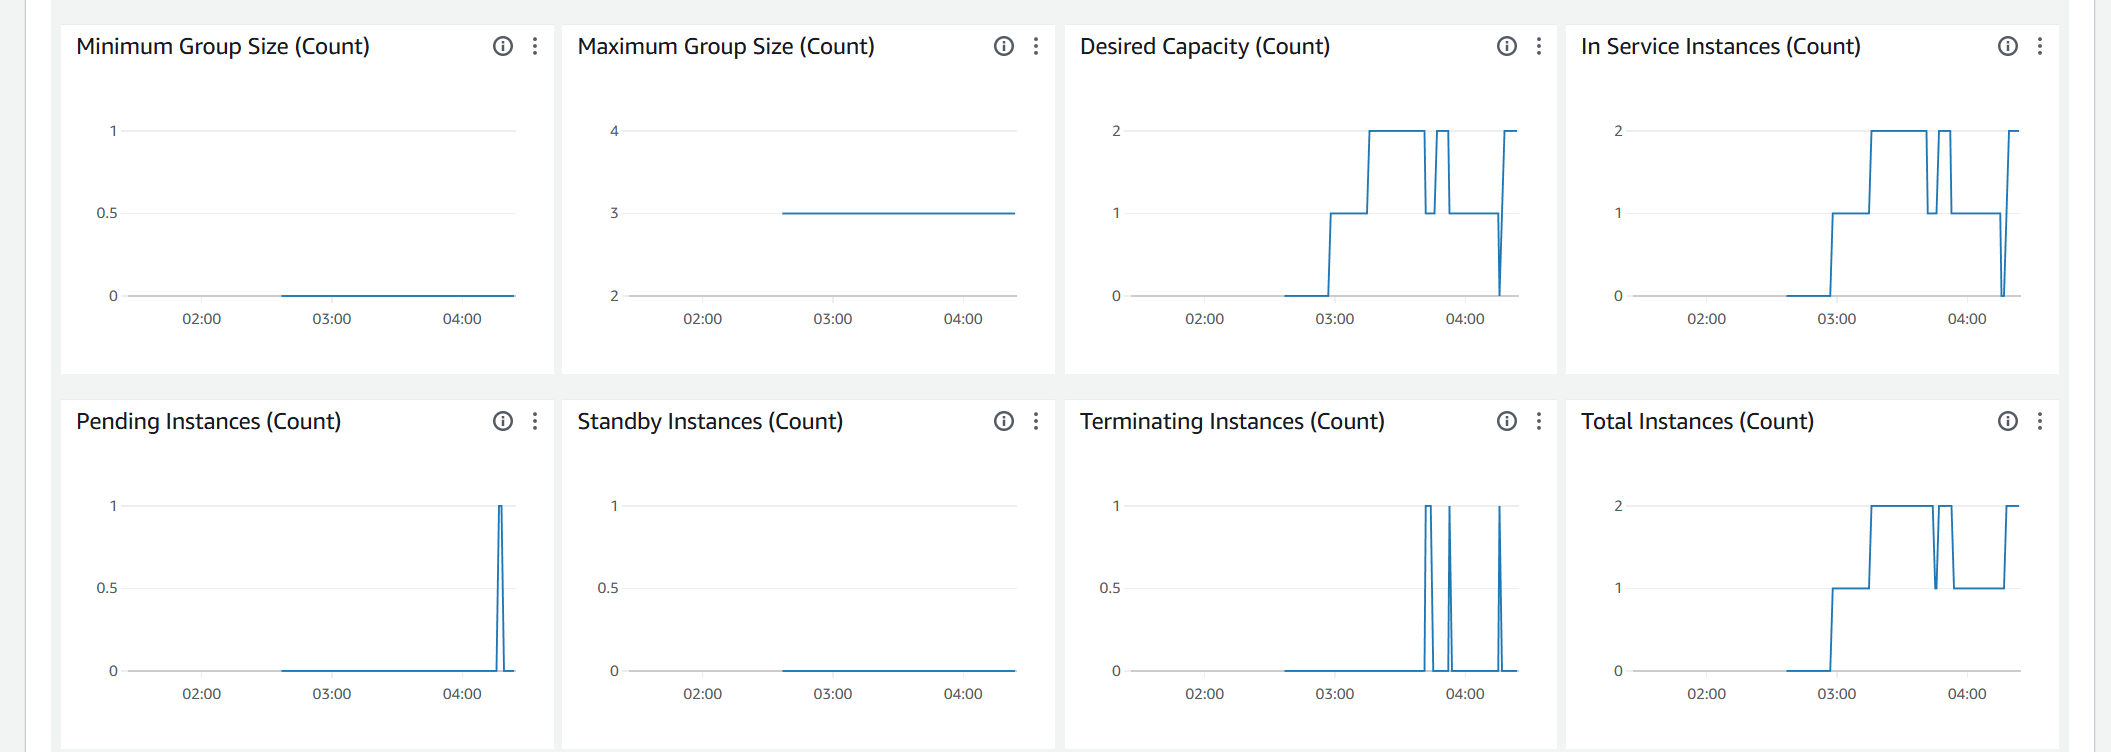 Minimum Group Size (Count)
1
0.5
0
02:00 03:00 04:00
Maximum Group Size (Count)
4
3
2
02:00 03:00 04:00
Desired Capacity (Count)
2
1
0
02:00 03:00 04:00
In Service Instances (Count)
2
1
0
02:00 03:00 04:00
Pending Instances (Count)
1
0.5
0
02:00 03:00 04:00
Standby Instances (Count)
1
0.5
0
02:00 03:00 04:00
Terminating Instances (Count)
1
0.5
0
02:00 03:00 04:00
Total Instances (Count)
2
1
0
02:00 03:00 04:00